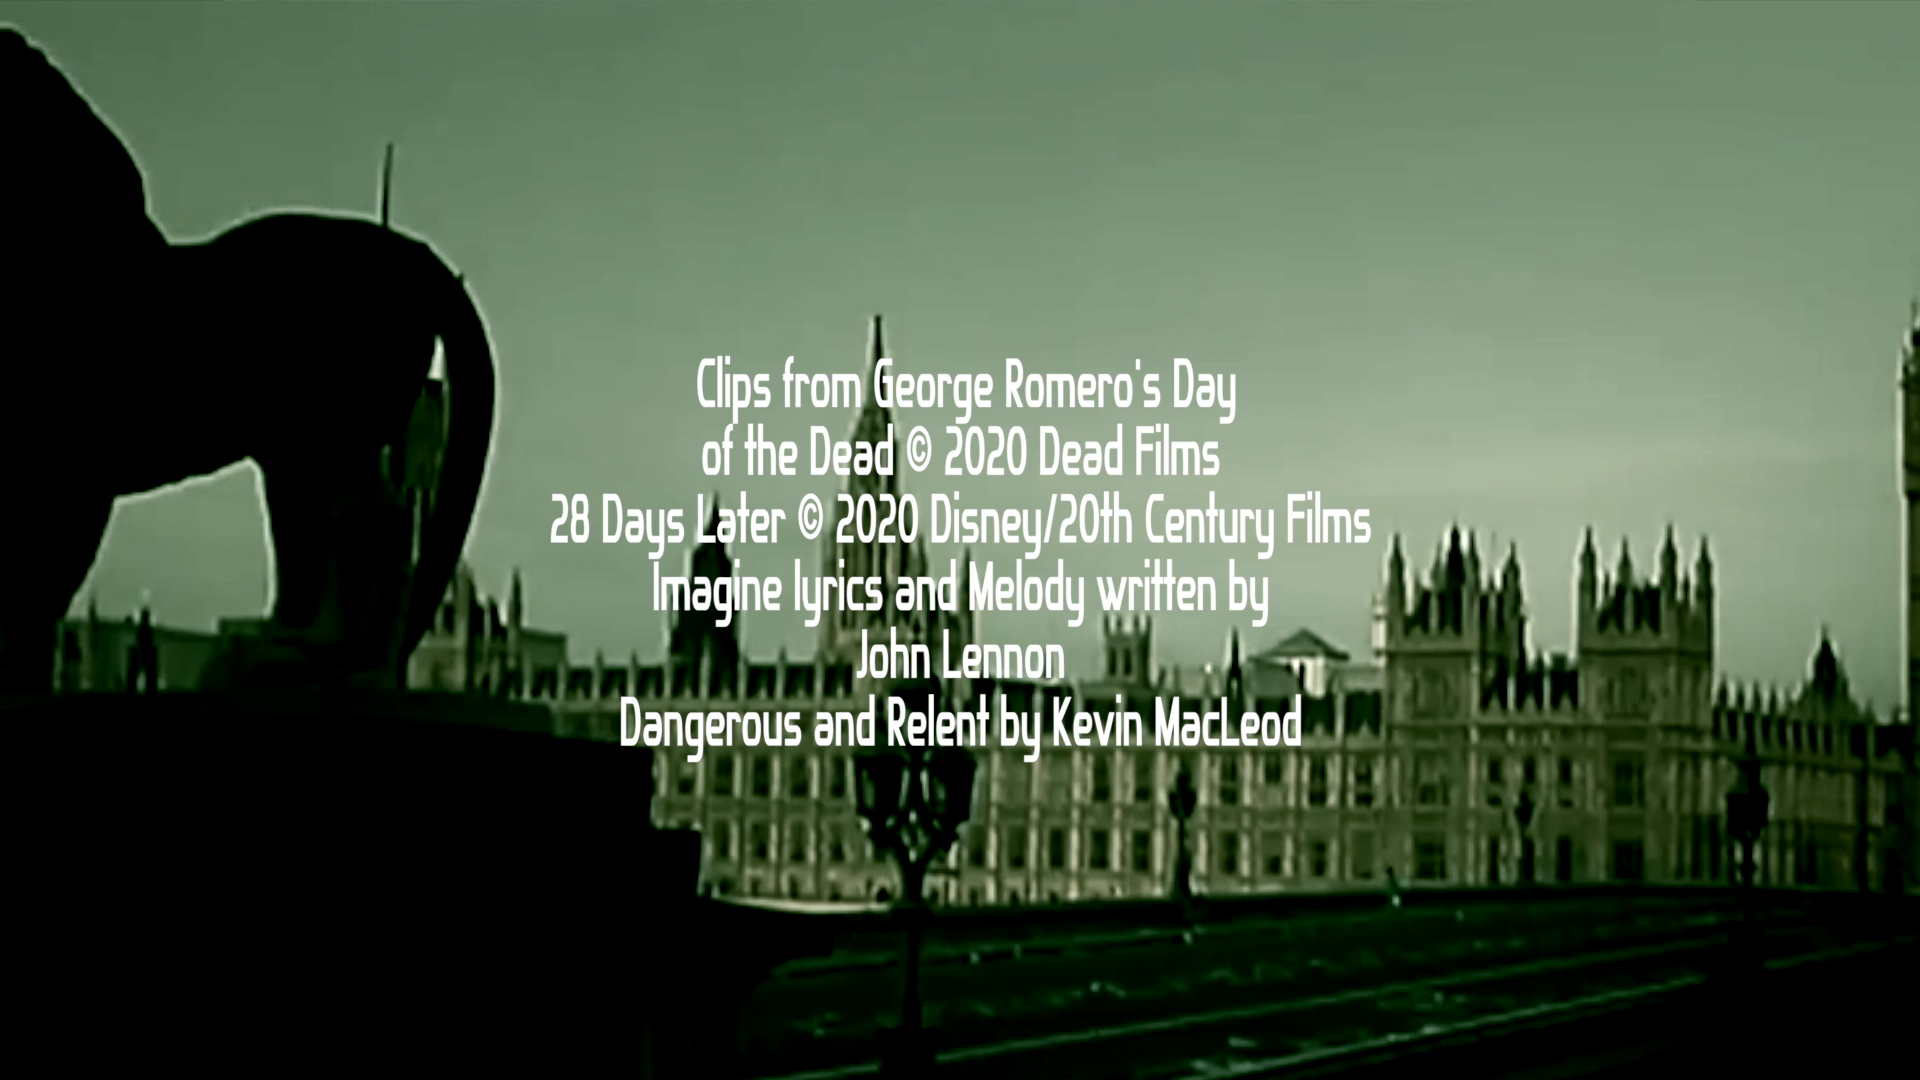 Clips from George Romero's Day
of the Dead © 2020 Dead Films
28 Days Later © 2020 Disney/20th Century Films
Imagine lyrics and Melody written by
John Lennon
Dangerous and Relent by Kevin MacLeod